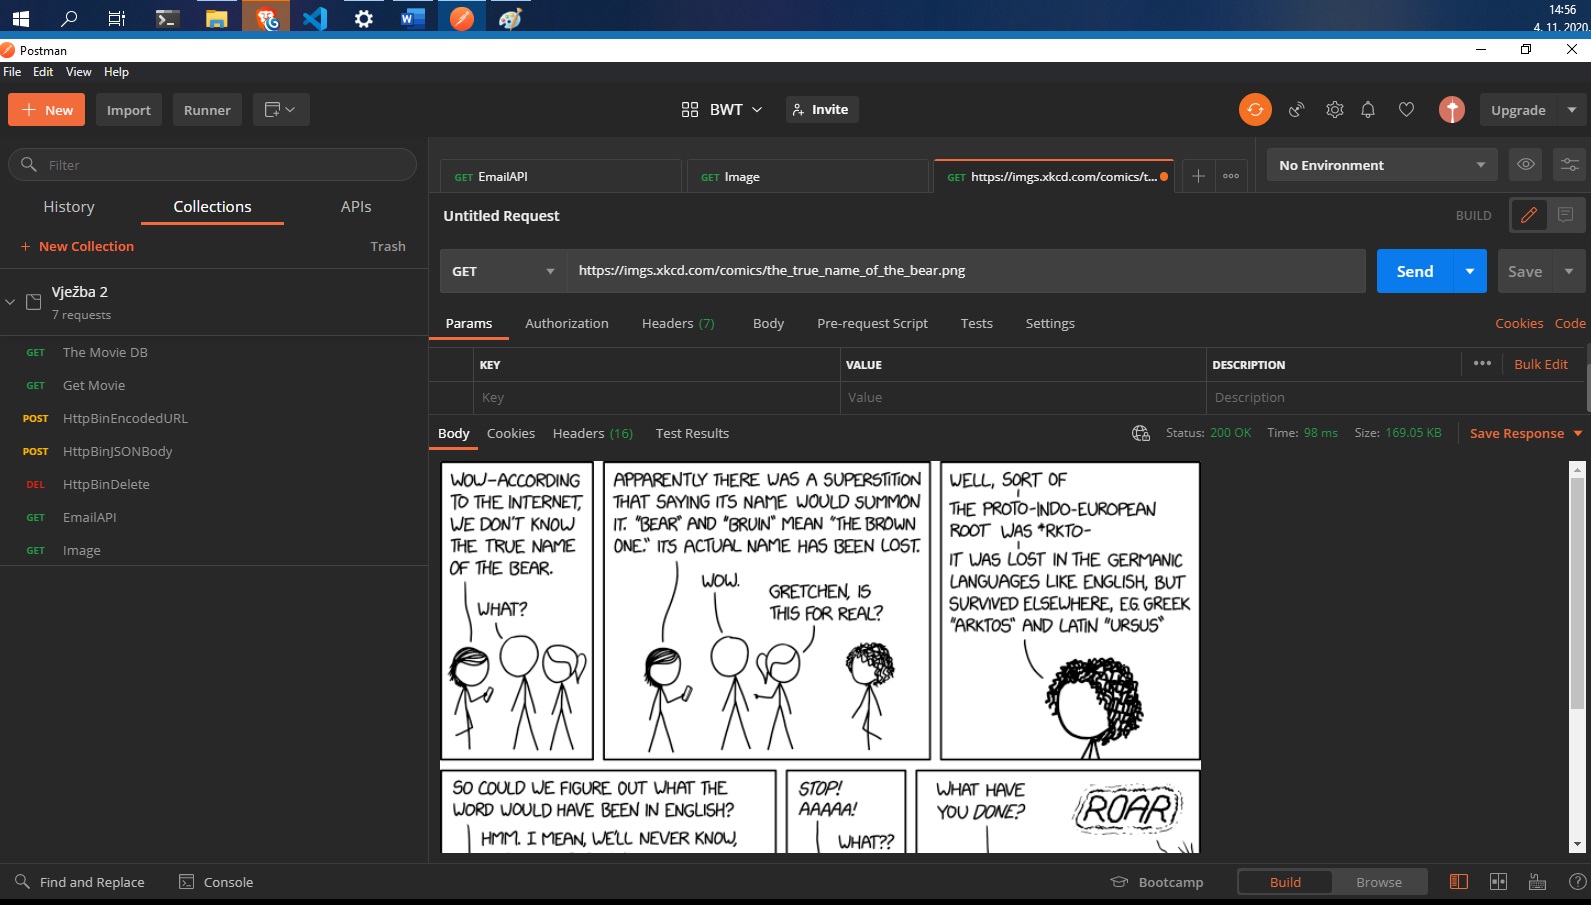 14:56
4. 11. 2020.
Postman
File Edit View Help
New Import Runner BWT Invite Upgrade
Filter
GET EmailAPI GET Image GET https://imgs.xkcd.com/comics/t... No Environment
History Collections APIs
Untitled Request BUILD
+ New Collection Trash
GET https://imgs.xkcd.com/comics/the_true_name_of_the_bear.png Send Save
Vježba 2
7 requests
Params Authorization Headers (7) Body Pre-request Script Tests Settings Cookies Code
GET The Movie DB
GET Get Movie
POST HttpBinEncodedURL
POST HttpBinJSONBody
DEL HttpBinDelete
GET EmailAPI
GET Image
KEY VALUE DESCRIPTION ••• Bulk Edit
Key Value Description
Body Cookies Headers (16) Test Results Status: 200 OK Time: 98 ms Size: 169.05 KB Save Response
WOW-ACCORDING
TO THE INTERNET,
WE DON'T KNOW
THE TRUE NAME
OF THE BEAR.
WHAT?
APPARENTLY THERE WAS A SUPERSTITION
THAT SAYING ITS NAME WOULD SUMMON
IT. "BEAR" AND "BRUIN" MEAN "THE BROWN
ONE." ITS ACTUAL NAME HAS BEEN LOST.
WOW.
GRETCHEN, IS
THIS FOR REAL?
WELL, SORT OF
THE PROTO-INDO-EUROPEAN
ROOT WAS *RKTO-
IT WAS LOST IN THE GERMANIC
LANGUAGES LIKE ENGLISH, BUT
SURVIVED ELSEWHERE, E.G. GREEK
"ARKTOS" AND LATIN "URSUS"
SO COULD WE FIGURE OUT WHAT THE
WORD WOULD HAVE BEEN IN ENGLISH?
HMM. I MEAN, WE'LL NEVER KNOW,
STOP!
AAAAA!
WHAT??
WHAT HAVE
YOU DONE?
ROAR
Find and Replace Console Bootcamp Build Browse